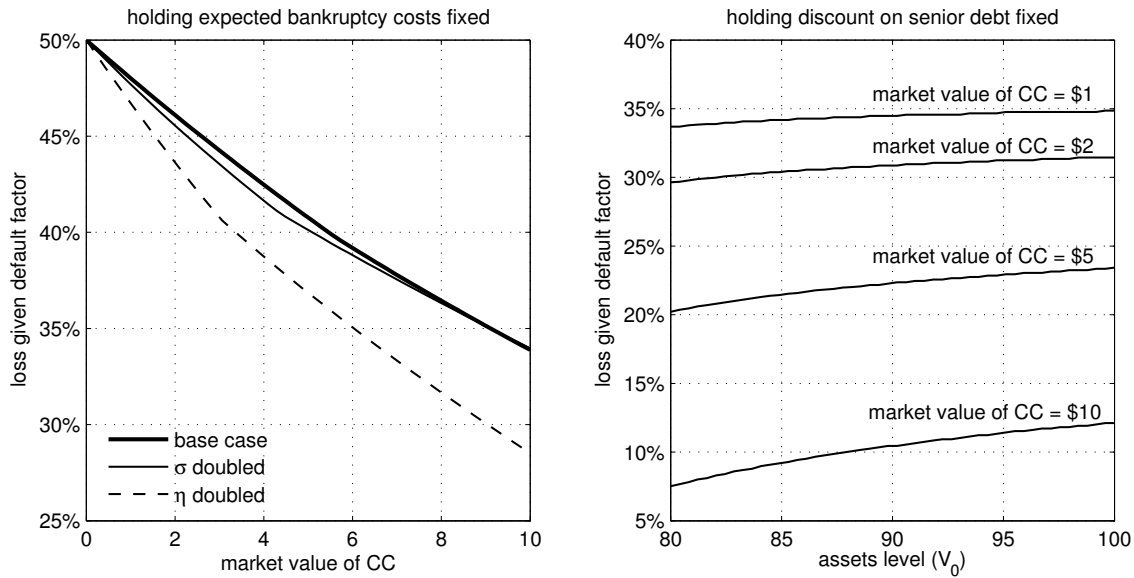 holding expected bankruptcy costs fixed
50%
45%
40%
35%
30%
25%
loss given default factor
base case
σ doubled
η doubled
0 2 4 6 8 10
market value of CC
holding discount on senior debt fixed
40%
35%
30%
25%
20%
15%
10%
5%
loss given default factor
market value of CC = $1
market value of CC = $2
market value of CC = $5
market value of CC = $10
80 85 90 95 100
assets level (V_0)